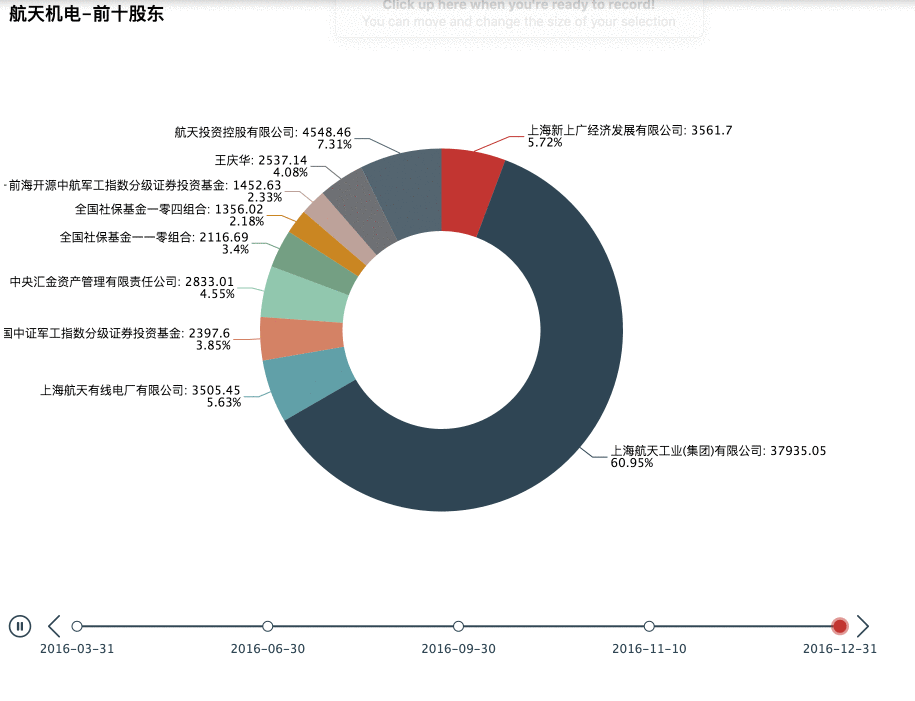 航天机电-前十股东
Click up here when you're ready to record!
You can move and change the size of your selection
航天投资控股有限公司: 4548.46
7.31%
上海新上广经济发展有限公司: 3561.7
5.72%
王庆华: 2537.14
4.08%
-前海开源中航军工指数分级证券投资基金: 1452.63
2.33%
全国社保基金一零四组合: 1356.02
2.18%
全国社保基金一一零组合: 2116.69
3.4%
中央汇金资产管理有限责任公司: 2833.01
4.55%
国中证军工指数分级证券投资基金: 2397.6
3.85%
上海航天有线电厂有限公司: 3505.45
5.63%
上海航天工业(集团)有限公司: 37935.05
60.95%
2016-03-31
2016-06-30
2016-09-30
2016-11-10
2016-12-31